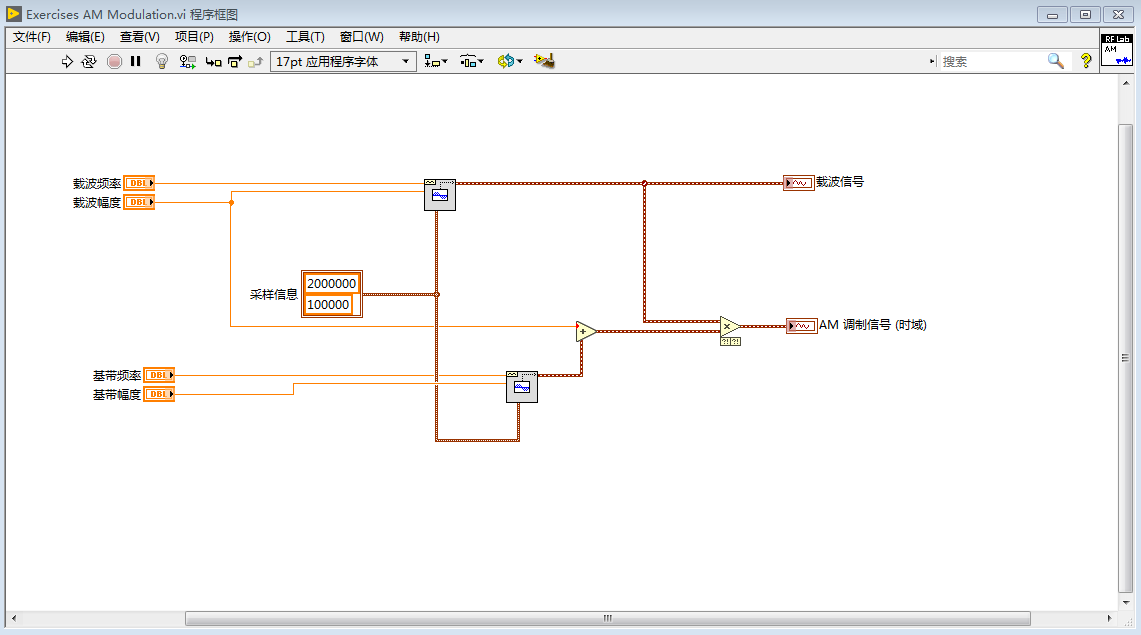 Exercises AM Modulation.vi 程序框图
文件(F) 编辑(E) 查看(V) 项目(P) 操作(O) 工具(T) 窗口(W) 帮助(H)
RF Lab
AM
17pt 应用程序字体
搜索
?
载波频率 DBL
载波幅度 DBL
载波信号
采样信息
2000000
100000
+
×
?! ?!
AM 调制信号 (时域)
基带频率 DBL
基带幅度 DBL